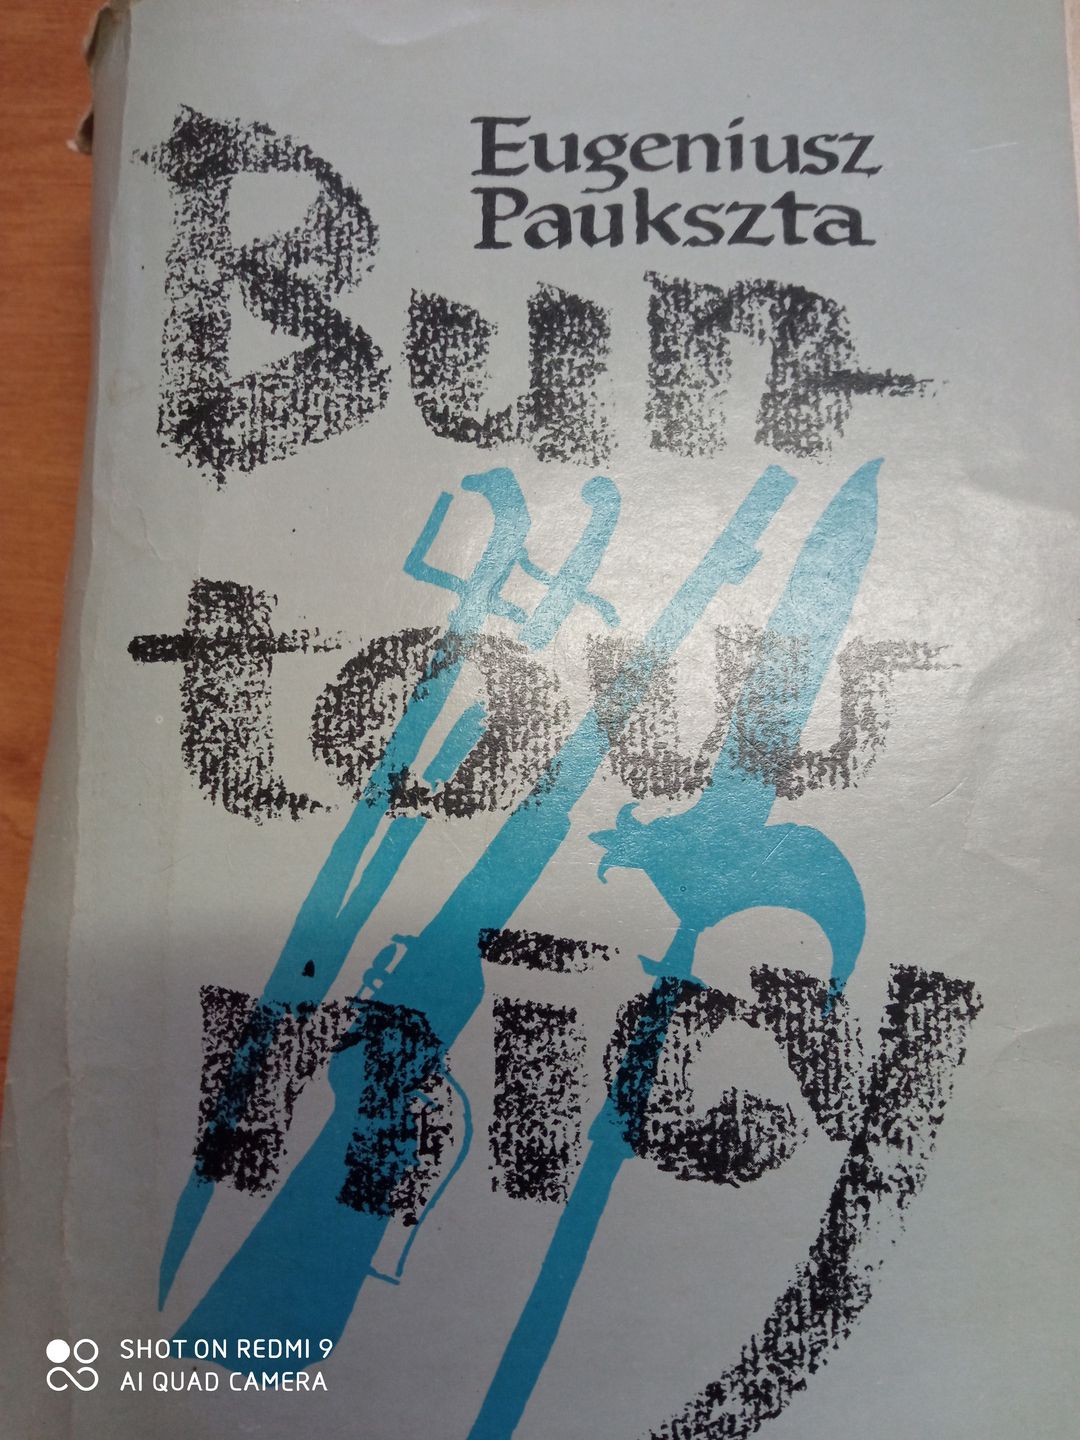 Eugeniusz
Paukszta
Bun-
tow
nicy
SHOT ON REDMI 9
AI QUAD CAMERA